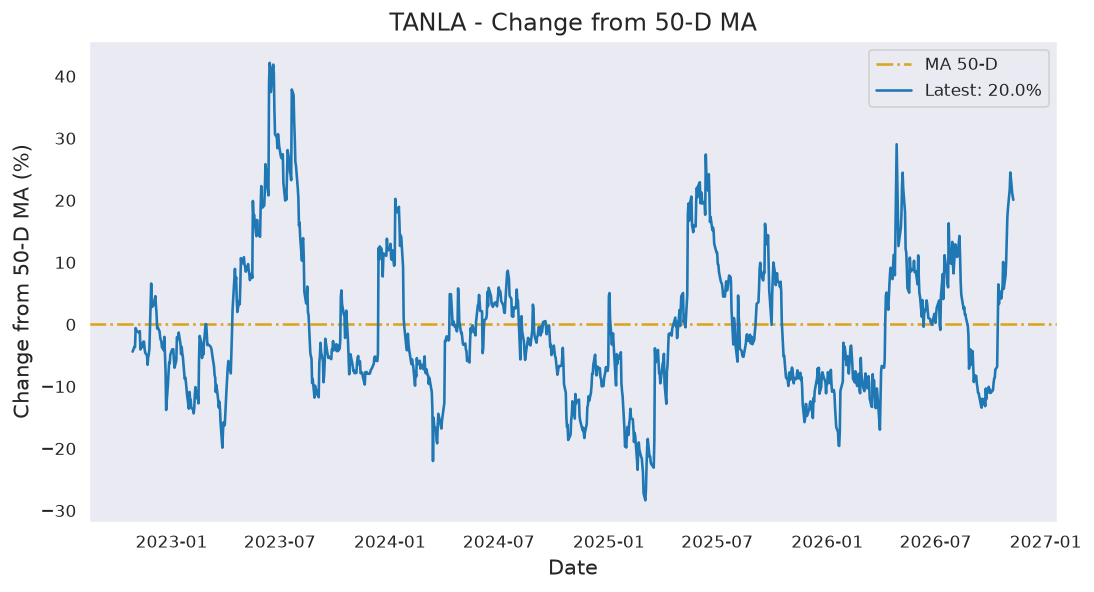 TANLA - Change from 50-D MA
MA 50-D
Latest: 20.0%
Change from 50-D MA (%)
40
30
20
10
0
−10
−20
−30
2023-01 2023-07 2024-01 2024-07 2025-01 2025-07 2026-01 2026-07 2027-01
Date